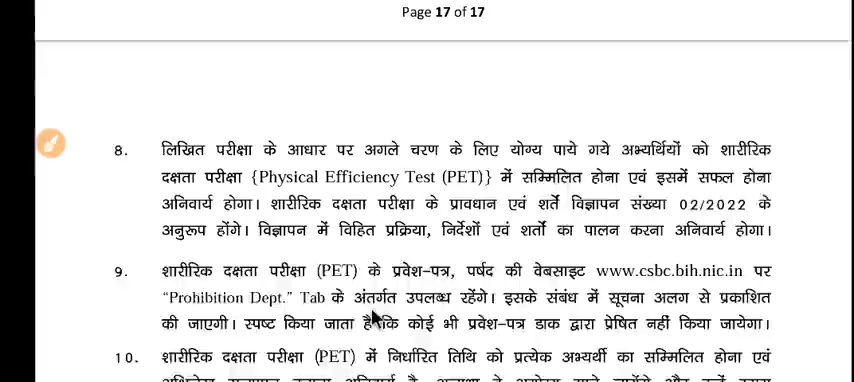 Page 17 of 17
8. लिखित परीक्षा के आधार पर अगले चरण के लिए योग्य पाये गये अभ्यर्थियों को शारीरिक
दक्षता परीक्षा {Physical Efficiency Test (PET)} में सम्मिलित होना एवं इसमें सफल होना
अनिवार्य होगा। शारीरिक दक्षता परीक्षा के प्रावधान एवं शर्तें विज्ञापन संख्या 02/2022 के
अनुरूप होंगे। विज्ञापन में विहित प्रक्रिया, निर्देशों एवं शर्तों का पालन करना अनिवार्य होगा।
9. शारीरिक दक्षता परीक्षा (PET) के प्रवेश-पत्र, पर्षद की वेबसाइट www.csbc.bih.nic.in पर
"Prohibition Dept." Tab के अंतर्गत उपलब्ध रहेंगे। इसके संबंध में सूचना अलग से प्रकाशित
की जाएगी। स्पष्ट किया जाता है कि कोई भी प्रवेश-पत्र डाक द्वारा प्रेषित नहीं किया जायेगा।
10. शारीरिक दक्षता परीक्षा (PET) में निर्धारित तिथि को प्रत्येक अभ्यर्थी का सम्मिलित होना एवं